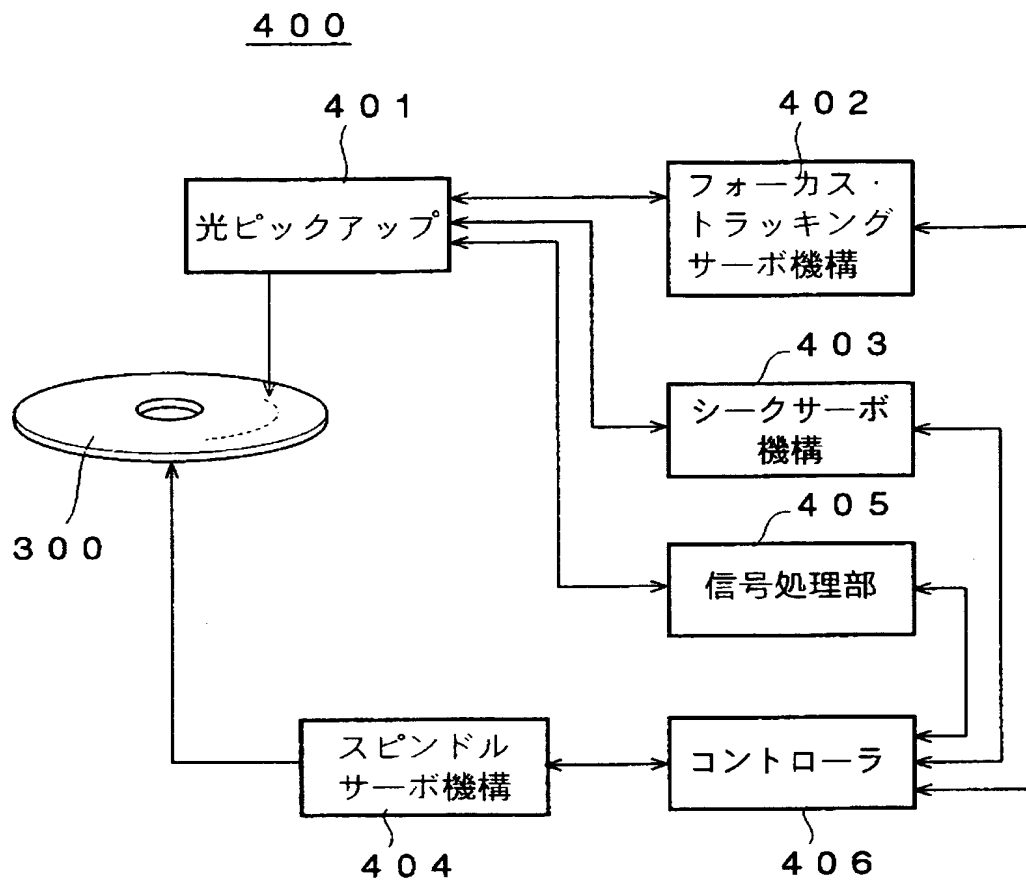 ４００
４０１
４０２
光ピックアップ
フォーカス・
トラッキング
サーボ機構
４０３
シークサーボ
機構
３００
４０５
信号処理部
スピンドル
サーボ機構
コントローラ
４０４
４０６